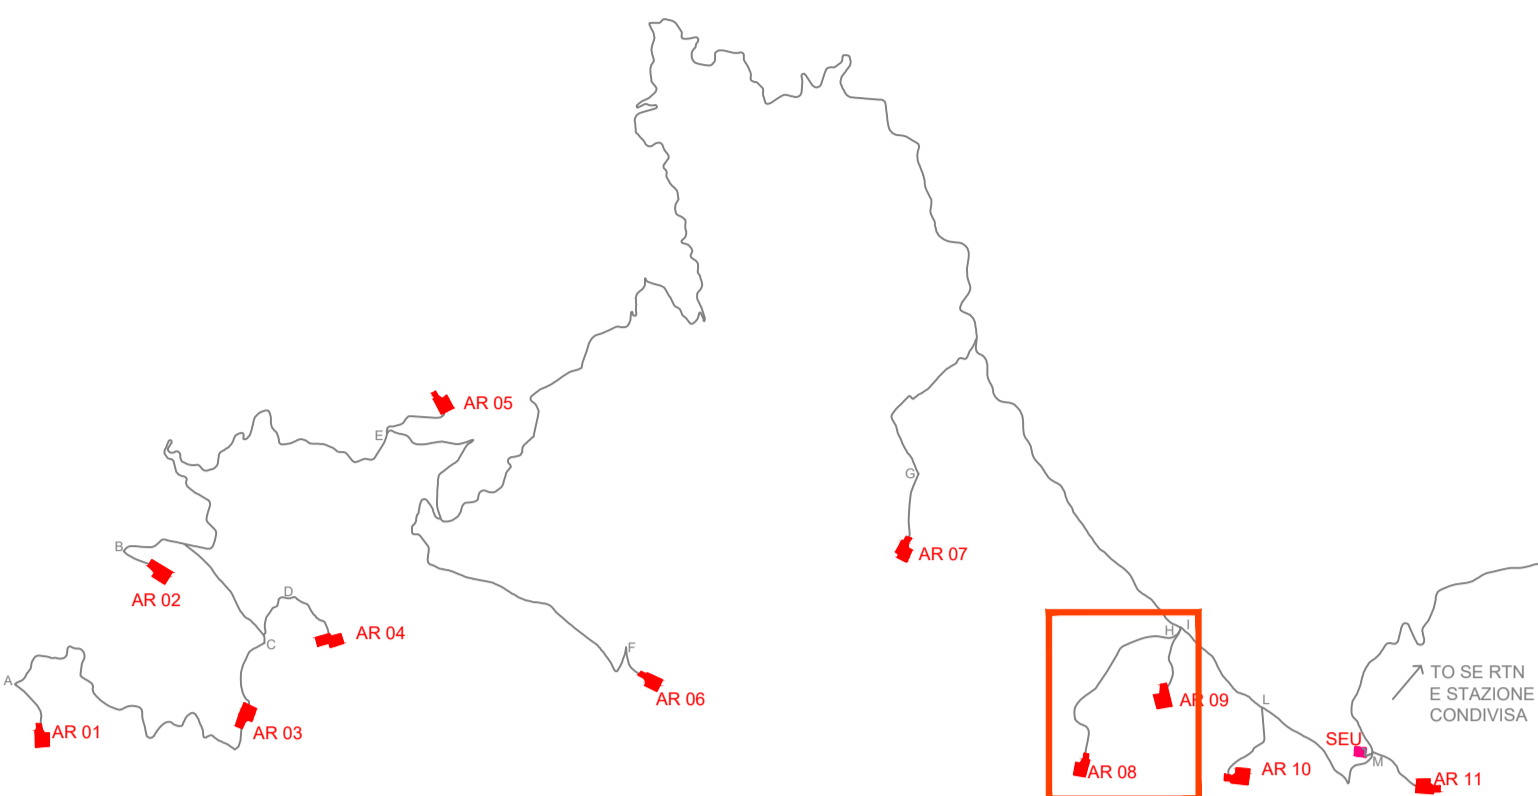 AR 05
E
G
B
AR 07
D
AR 02
AR 04
C
F
H
I
A
AR 06
AR 09
L
TO SE RTN
E STAZIONE
CONDIVISA
AR 01
AR 03
SEU
M
AR 08
AR 10
AR 11